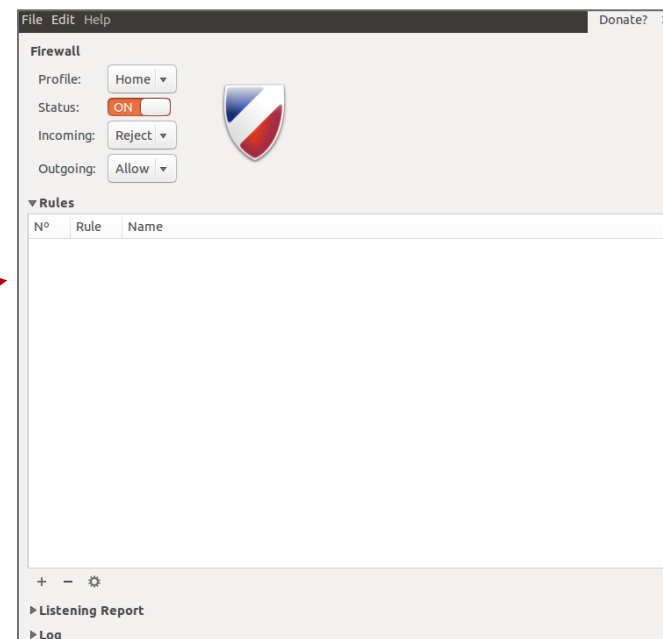 File Edit Help Donate?
Firewall
Profile: Home
Status: ON
Incoming: Reject
Outgoing: Allow
Rules
Nº Rule Name
Listening Report
Log